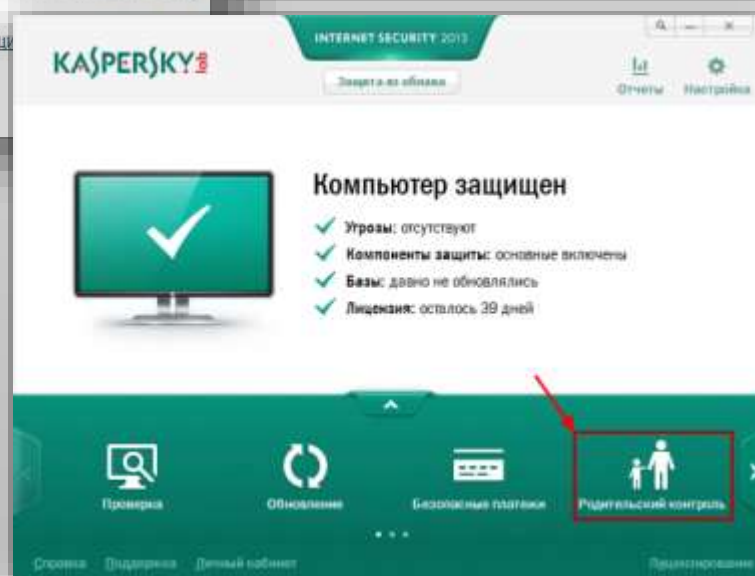 INTERNET SECURITY 2013
KASPERSKY lab
Защита из облака
Отчеты Настройка
Компьютер защищен
Угрозы: отсутствуют
Компоненты защиты: основные включены
Базы: давно не обновлялись
Лицензия: осталось 39 дней
Проверка Обновление Безопасные платежи Родительский контроль
Справка Поддержка Личный кабинет Лицензирование